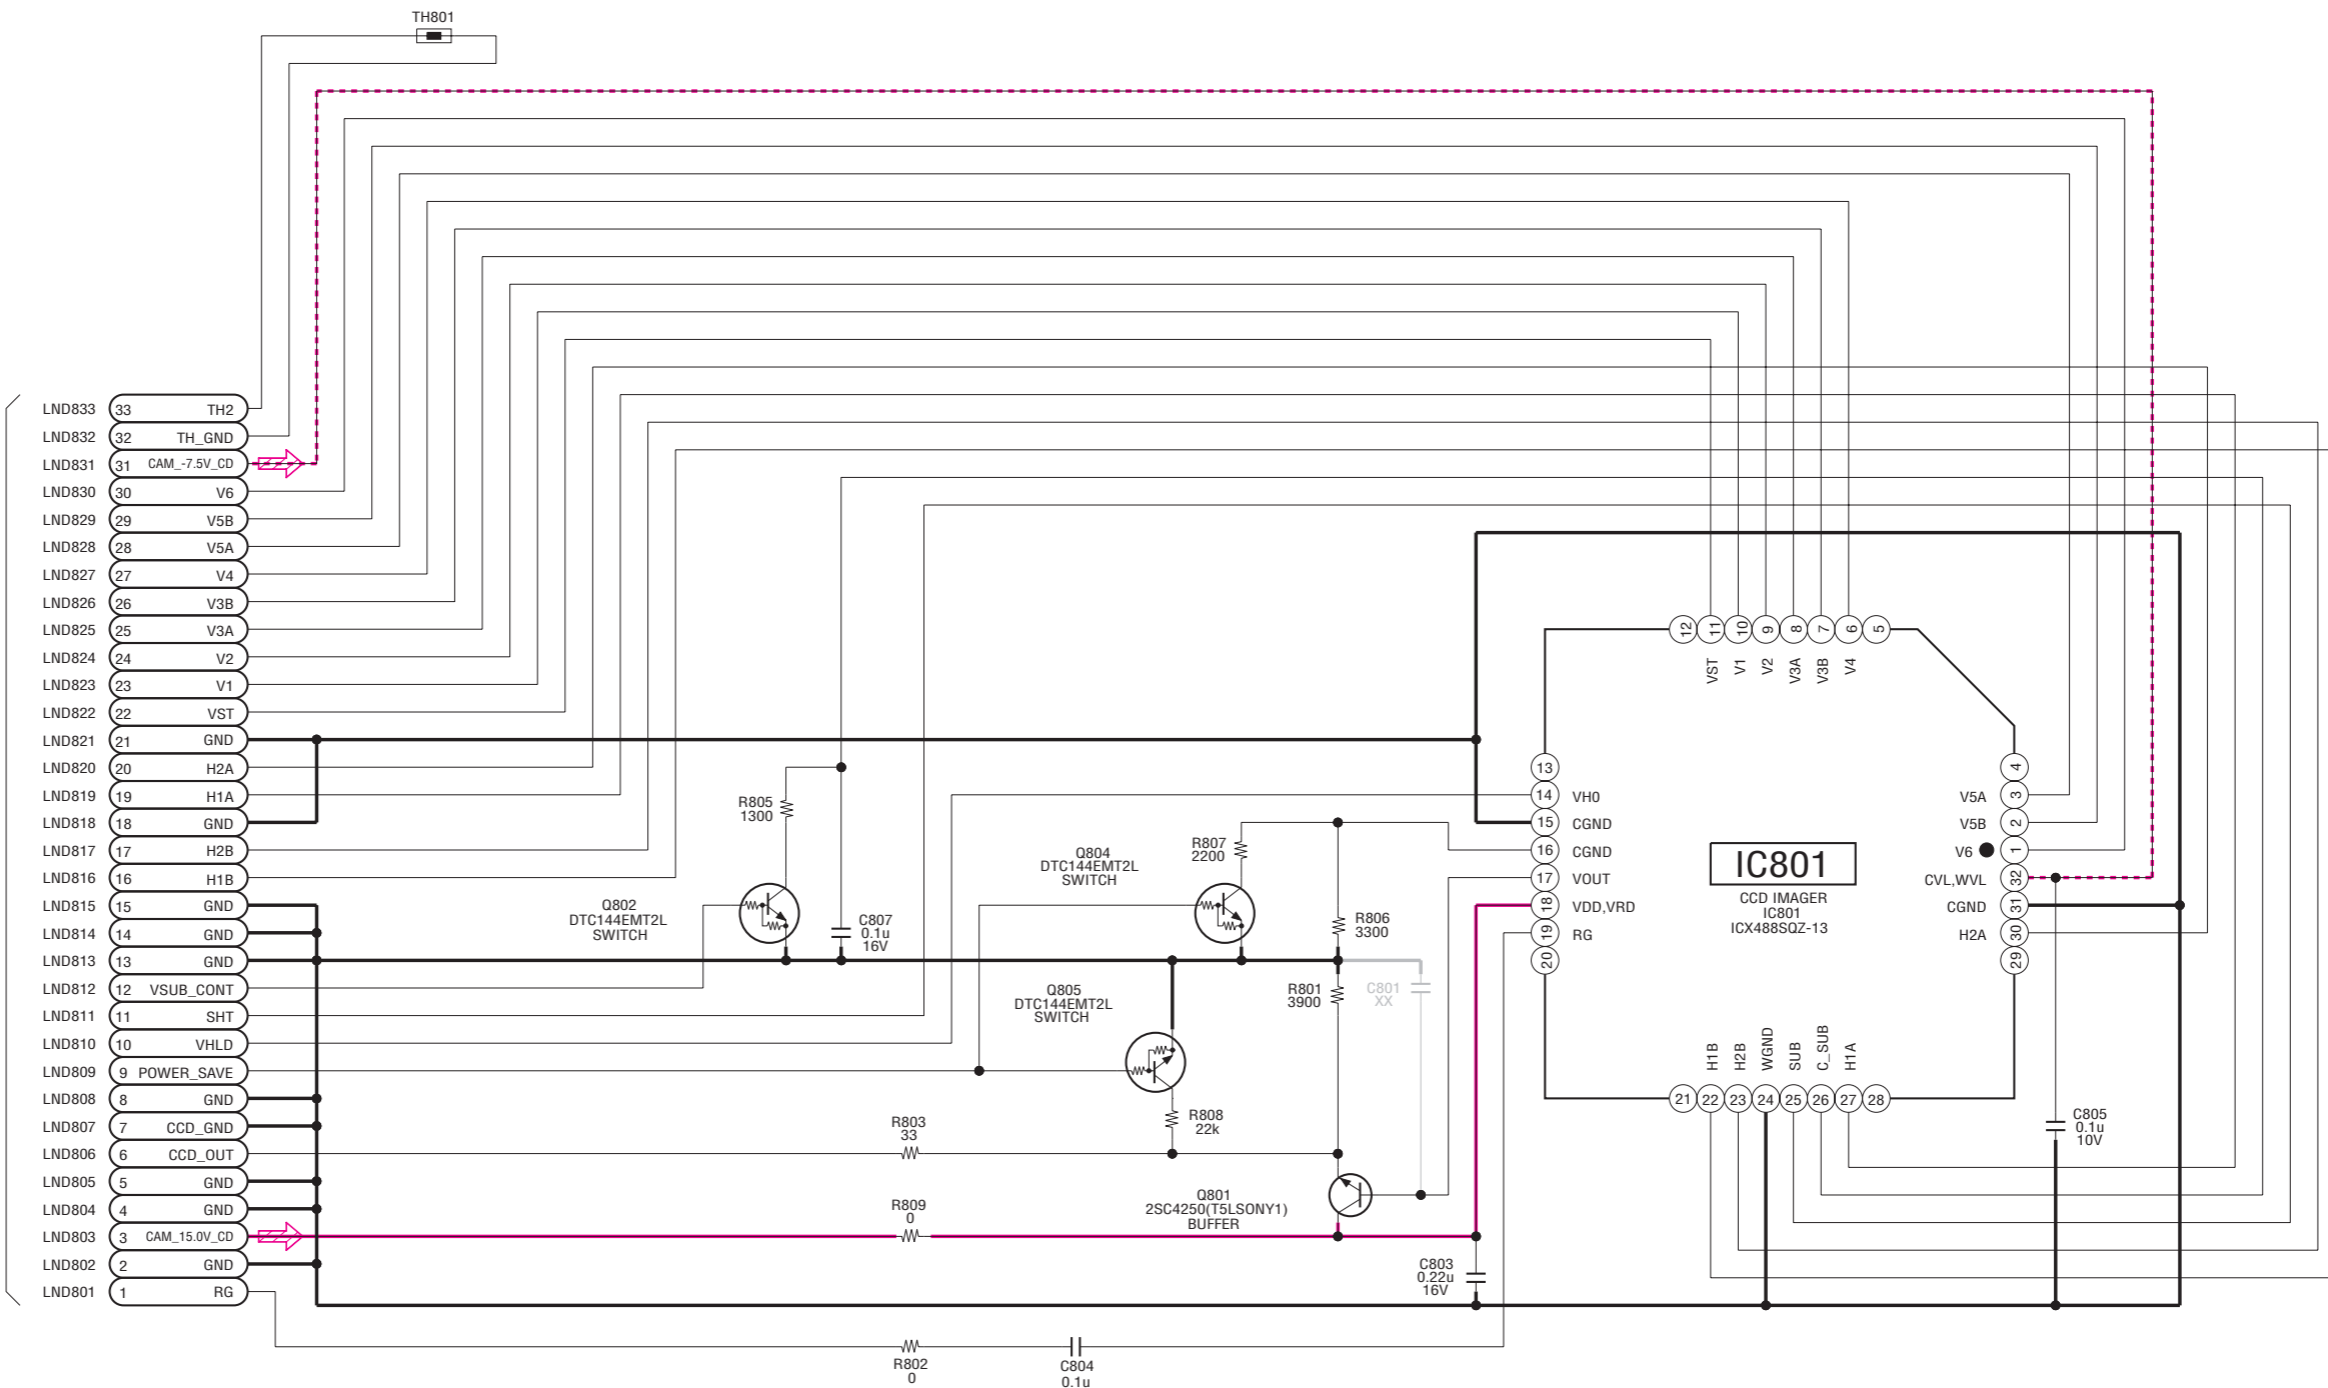 TH801
LND833 33 TH2
LND832 32 TH_GND
LND831 31 CAM_-7.5V_CD
LND830 30 V6
LND829 29 V5B
LND828 28 V5A
LND827 27 V4
LND826 26 V3B
LND825 25 V3A
LND824 24 V2
LND823 23 V1
LND822 22 VST
LND821 21 GND
LND820 20 H2A
LND819 19 H1A
LND818 18 GND
LND817 17 H2B
LND816 16 H1B
LND815 15 GND
LND814 14 GND
LND813 13 GND
LND812 12 VSUB_CONT
LND811 11 SHT
LND810 10 VHLD
LND809 9 POWER_SAVE
LND808 8 GND
LND807 7 CCD_GND
LND806 6 CCD_OUT
LND805 5 GND
LND804 4 GND
LND803 3 CAM_15.0V_CD
LND802 2 GND
LND801 1 RG
R805
1300
Q802
DTC144EMT2L
SWITCH
C807
0.1u
16V
Q804
DTC144EMT2L
SWITCH
R807
2200
R806
3300
Q805
DTC144EMT2L
SWITCH
R801
3900
C801
XX
R808
22k
R803
33
R809
0
Q801
2SC4250(T5LSONY1)
BUFFER
C803
0.22u
16V
R802
0
C804
0.1u
12 11 10 9 8 7 6 5
VST V1 V2 V3A V3B V4
13
14 VH0
15 CGND
16 CGND
17 VOUT
18 VDD,VRD
19 RG
20
IC801
CCD IMAGER
IC801
ICX488SQZ-13
4
V5A 3
V5B 2
V6 1
CVL,WVL 32
CGND 31
H2A 30
29
H1B H2B WGND SUB C_SUB H1A
21 22 23 24 25 26 27 28
C805
0.1u
10V